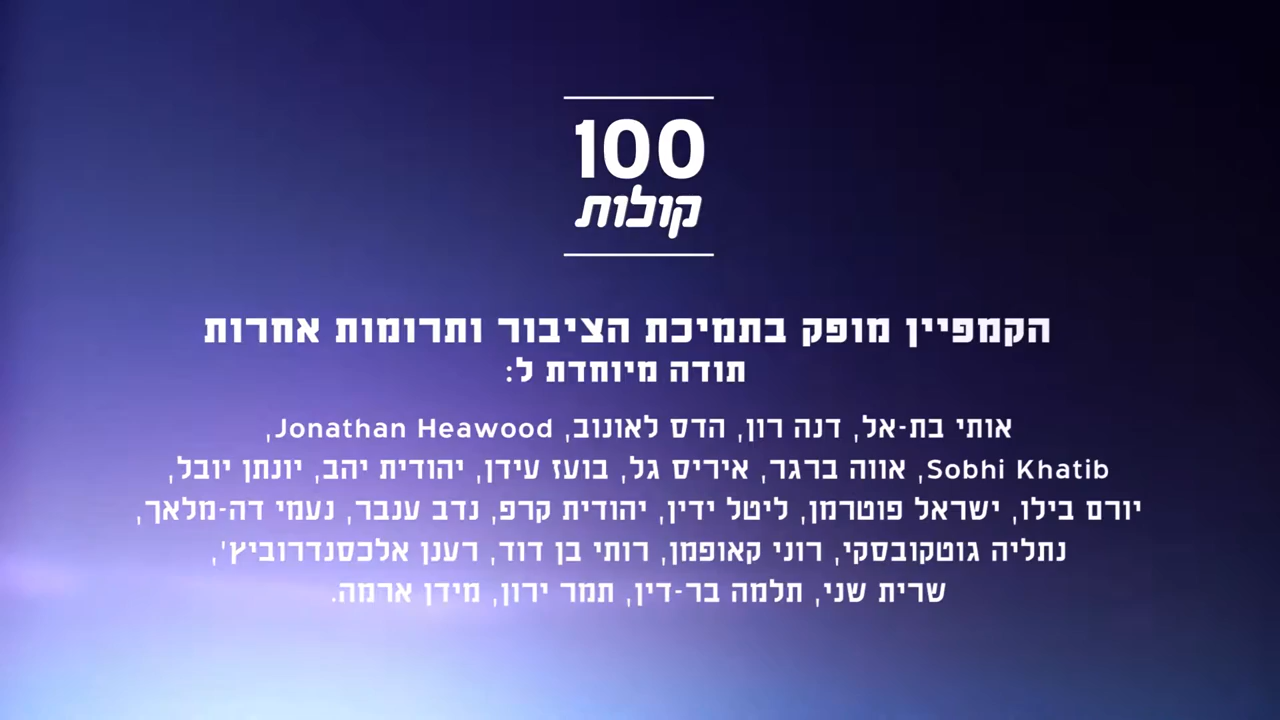 100
קולות
הקמפיין מופק בתמיכת הציבור ותרומות אחרות
תודה מיוחדת ל:
אותי בת-אל, דנה רון, הדס לאונוב, Jonathan Heawood,
Sobhi Khatib, אווה ברגר, איריס גל, בועז עידן, יהודית יהב, יונתן יובל,
יורם בילו, ישראל פוטרמן, ליטל ידין, יהודית קרפ, נדב ענבר, נעמי דה-מלאך,
נתליה גוטקובסקי, רוני קאופמן, רותי בן דוד, רענן אלכסנדרוביץ',
שרית שני, תלמה בר-דין, תמר ירון, מידן ארמה.